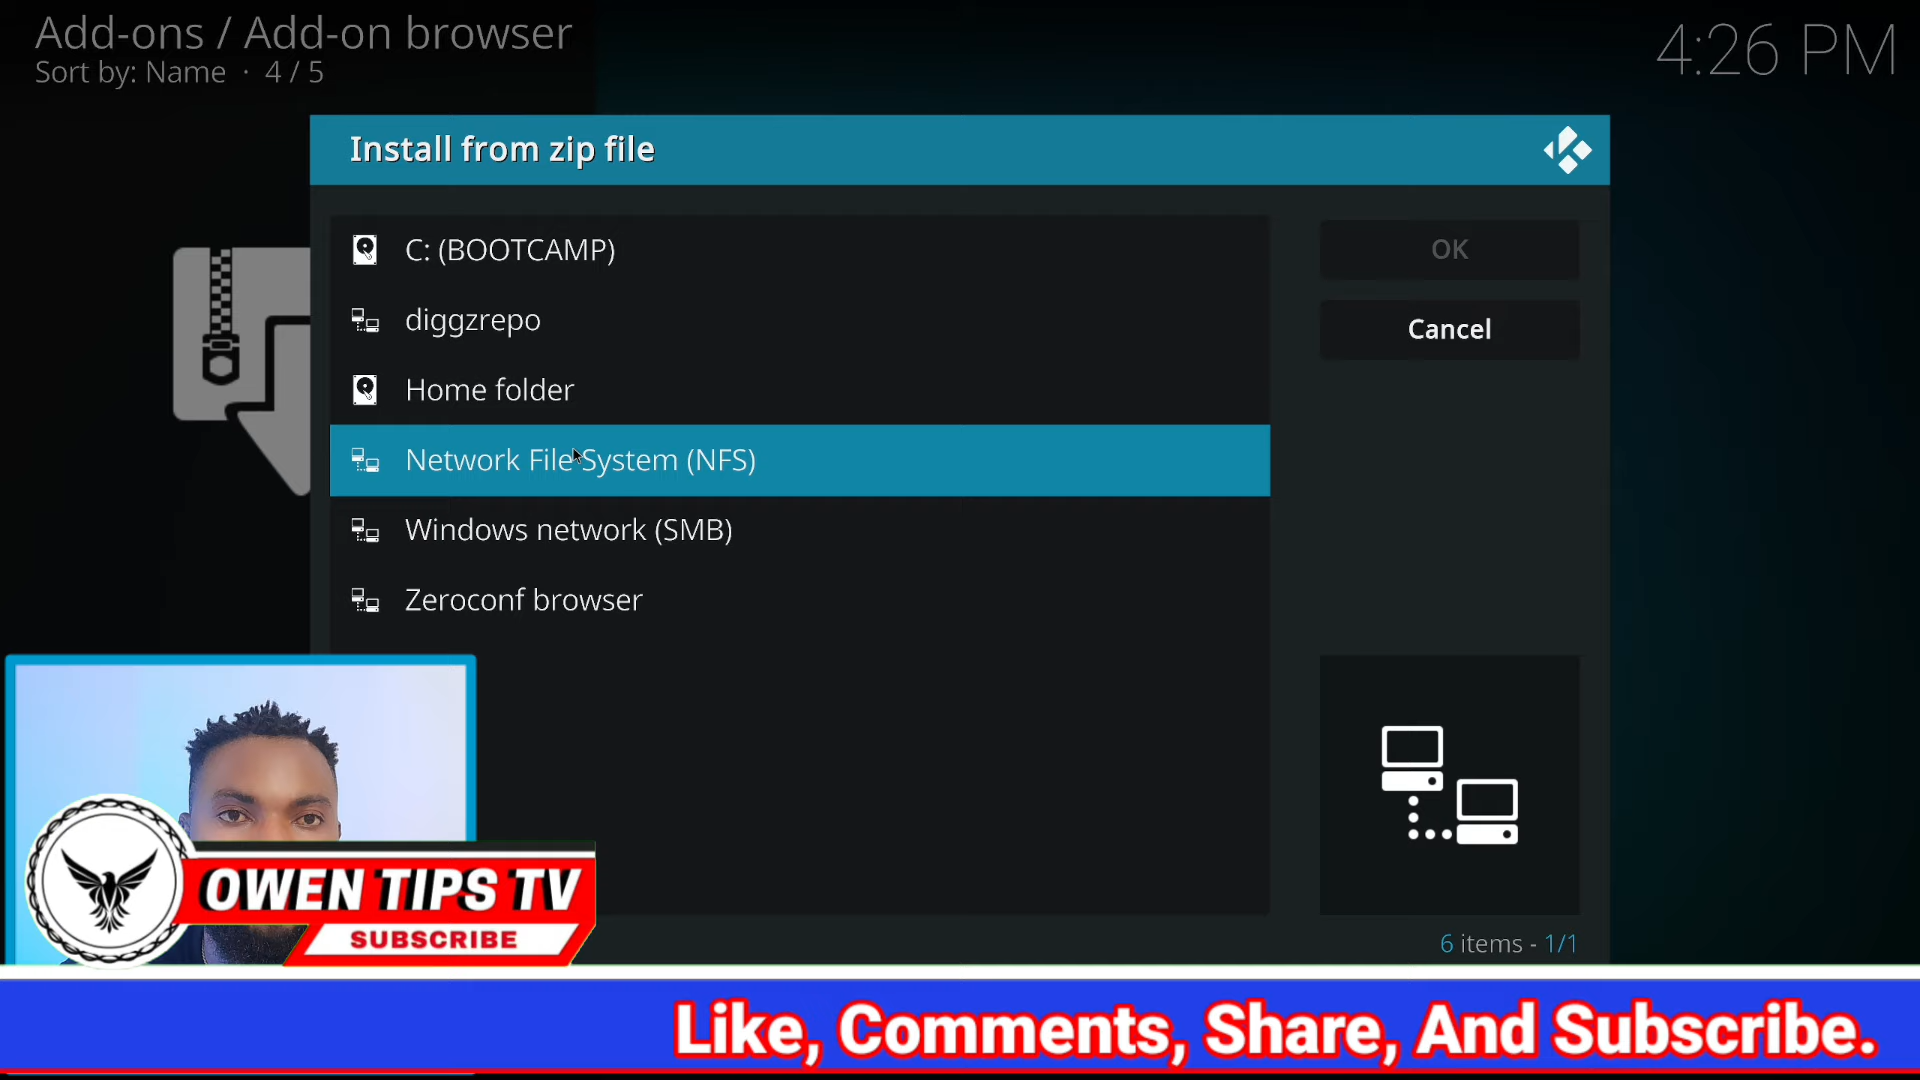 Add-ons / Add-on browser
Sort by: Name · 4 / 5
4:26 PM
Install from zip file
C: (BOOTCAMP)
diggzrepo
Home folder
Network File System (NFS)
Windows network (SMB)
Zeroconf browser
OK
Cancel
6 items - 1/1
OWEN TIPS TV
SUBSCRIBE
Like, Comments, Share, And Subscribe.